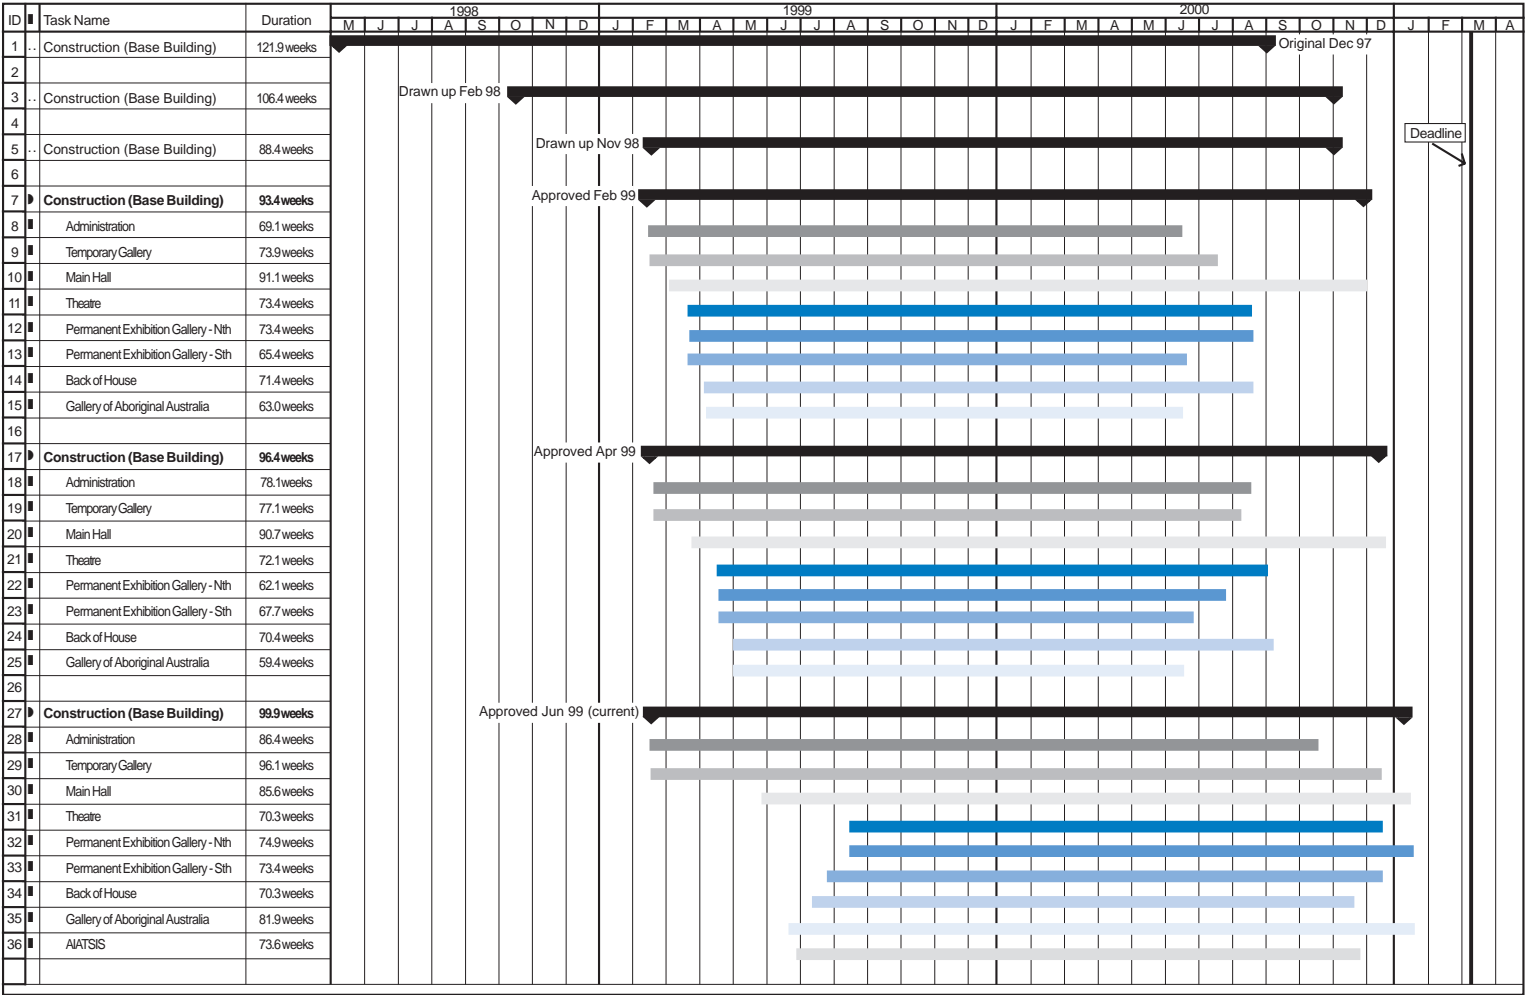 1998 1999 2000
ID Task Name Duration M J J A S O N D J F M A M J J A S O N D J F M A M J J A S O N D J F M A
1 .. Construction (Base Building) 121.9 weeks Original Dec 97
2
3 .. Construction (Base Building) 106.4 weeks Drawn up Feb 98
4
5 .. Construction (Base Building) 88.4 weeks Drawn up Nov 98 Deadline
6
7 Construction (Base Building) 93.4 weeks Approved Feb 99
8 Administration 69.1 weeks
9 Temporary Gallery 73.9 weeks
10 Main Hall 91.1 weeks
11 Theatre 73.4 weeks
12 Permanent Exhibition Gallery - Nth 73.4 weeks
13 Permanent Exhibition Gallery - Sth 65.4 weeks
14 Back of House 71.4 weeks
15 Gallery of Aboriginal Australia 63.0 weeks
16
17 Construction (Base Building) 96.4 weeks Approved Apr 99
18 Administration 78.1 weeks
19 Temporary Gallery 77.1 weeks
20 Main Hall 90.7 weeks
21 Theatre 72.1 weeks
22 Permanent Exhibition Gallery - Nth 62.1 weeks
23 Permanent Exhibition Gallery - Sth 67.7 weeks
24 Back of House 70.4 weeks
25 Gallery of Aboriginal Australia 59.4 weeks
26
27 Construction (Base Building) 99.9 weeks Approved Jun 99 (current)
28 Administration 86.4 weeks
29 Temporary Gallery 96.1 weeks
30 Main Hall 85.6 weeks
31 Theatre 70.3 weeks
32 Permanent Exhibition Gallery - Nth 74.9 weeks
33 Permanent Exhibition Gallery - Sth 73.4 weeks
34 Back of House 70.3 weeks
35 Gallery of Aboriginal Australia 81.9 weeks
36 AIATSIS 73.6 weeks